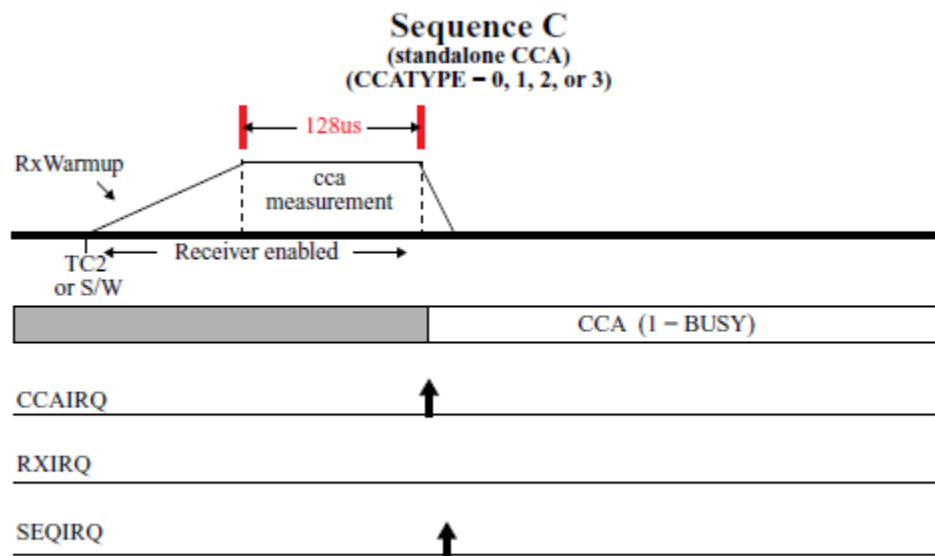 Sequence C
(standalone CCA)
(CCATYPE – 0, 1, 2, or 3)
128us
RxWarmup
cca
measurement
Receiver enabled
TC2
or S/W
CCA (1 – BUSY)
CCAIRQ
RXIRQ
SEQIRQ